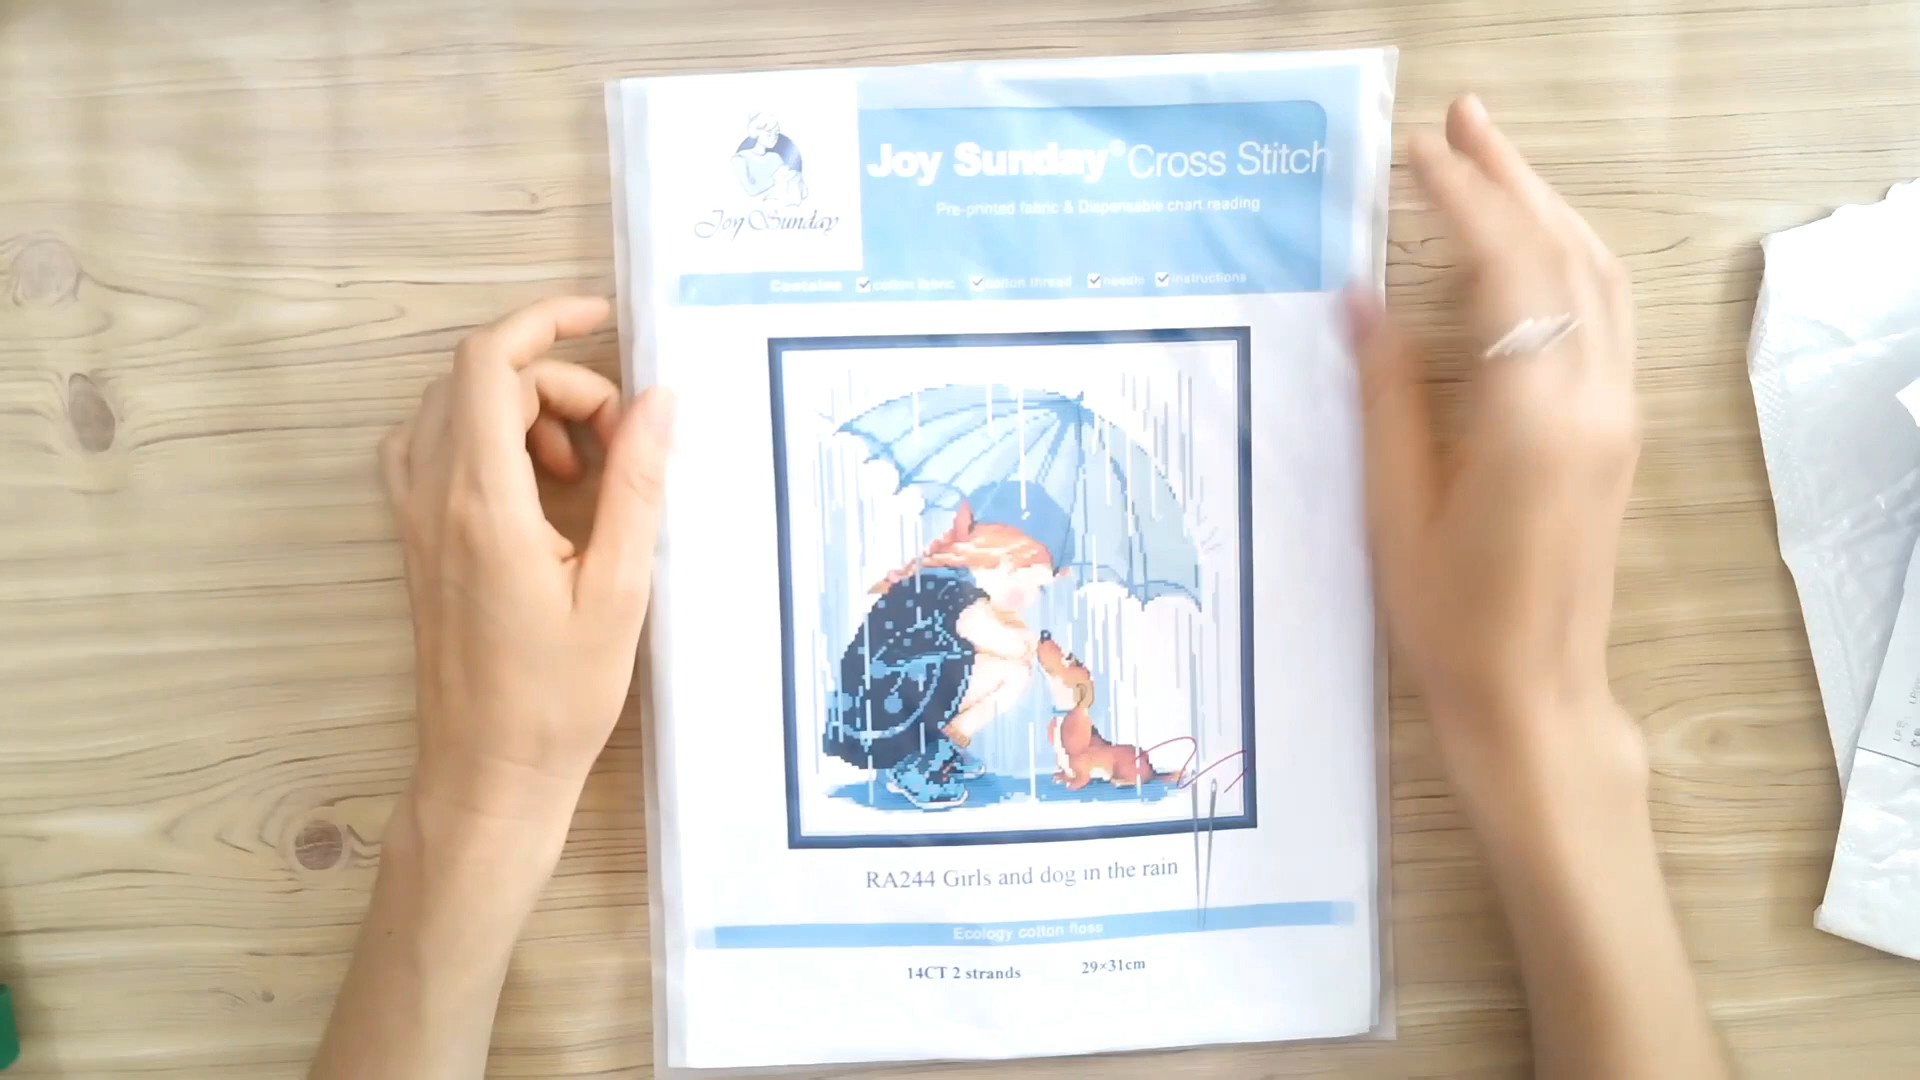 Joy Sunday
Joy Sunday® Cross Stitch
Pre-printed fabric & Dispensable chart reading
Contains cotton fabric cotton thread needle instructions
RA244 Girls and dog in the rain
Ecology cotton floss
14CT 2 strands 29×31cm